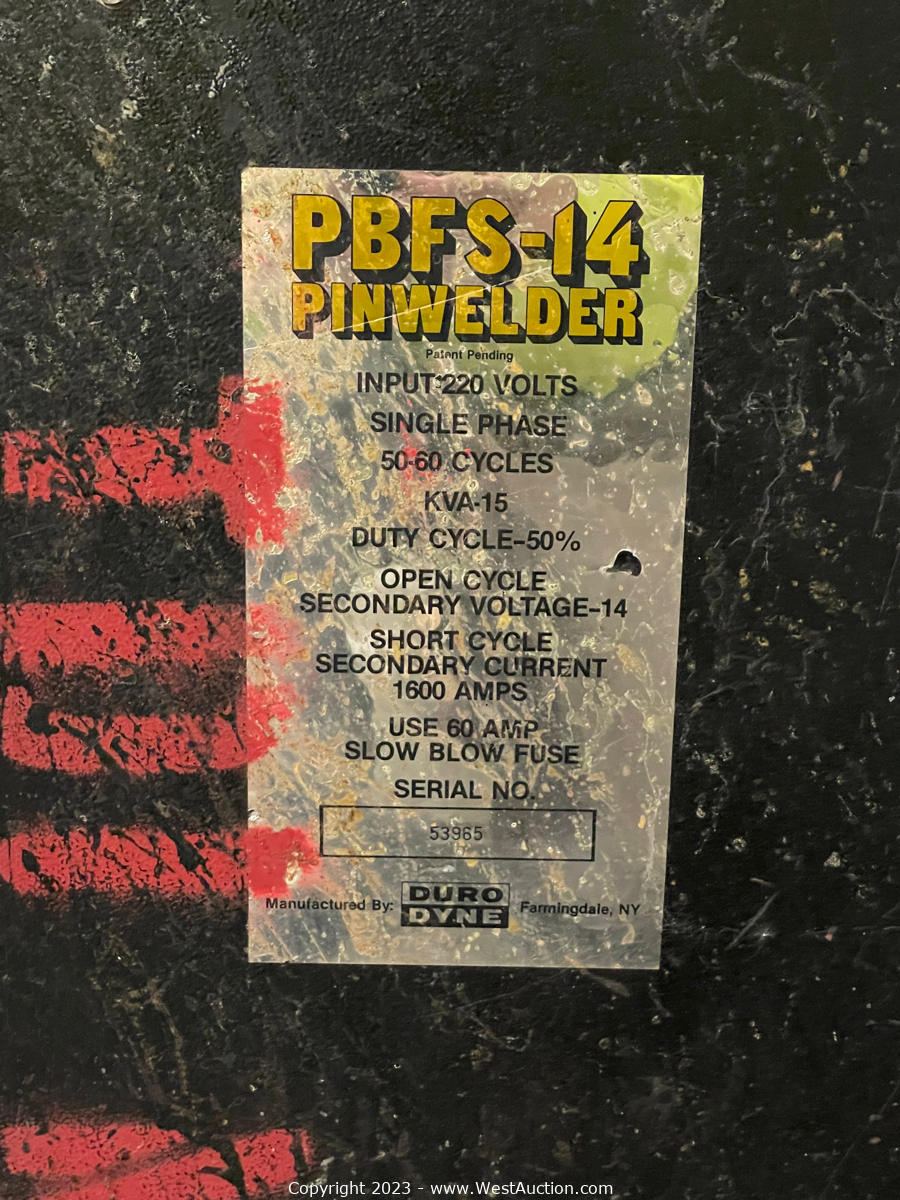 PBFS-14
PINWELDER
Patent Pending
INPUT-220 VOLTS
SINGLE PHASE
50-60 CYCLES
KVA-15
DUTY CYCLE-50%
OPEN CYCLE
SECONDARY VOLTAGE-14
SHORT CYCLE
SECONDARY CURRENT
1600 AMPS
USE 60 AMP
SLOW BLOW FUSE
SERIAL NO.
53965
Manufactured By: DURO DYNE Farmingdale, NY
Copyright 2023 - www.WestAuction.com